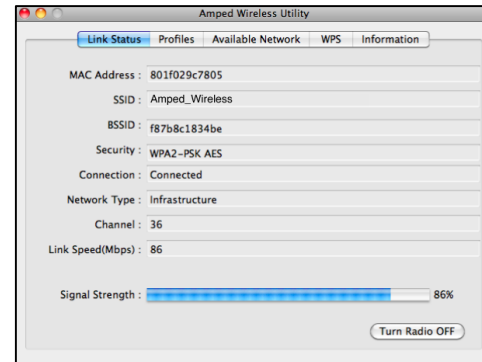 Amped Wireless Utility
Link Status Profiles Available Network WPS Information
MAC Address : 801f029c7805
SSID : Amped_Wireless
BSSID : f87b8c1834be
Security : WPA2-PSK AES
Connection : Connected
Network Type : Infrastructure
Channel : 36
Link Speed(Mbps) : 86
Signal Strength : 86%
Turn Radio OFF